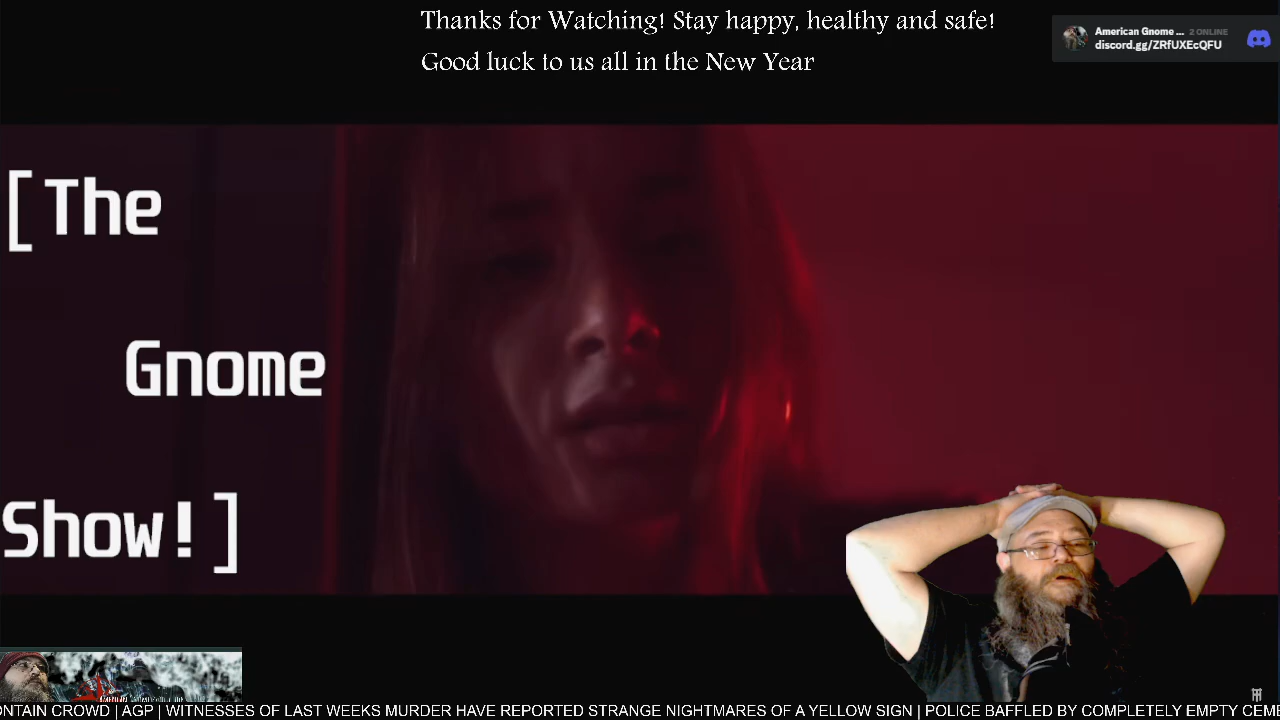 Thanks for Watching! Stay happy, healthy and safe!
Good luck to us all in the New Year
American Gnome ... 2 ONLINE
discord.gg/ZRfUXEcQFU
[The
Gnome
Show!]
ONTAIN CROWD | AGP | WITNESSES OF LAST WEEKS MURDER HAVE REPORTED STRANGE NIGHTMARES OF A YELLOW SIGN | POLICE BAFFLED BY COMPLETELY EMPTY CEME